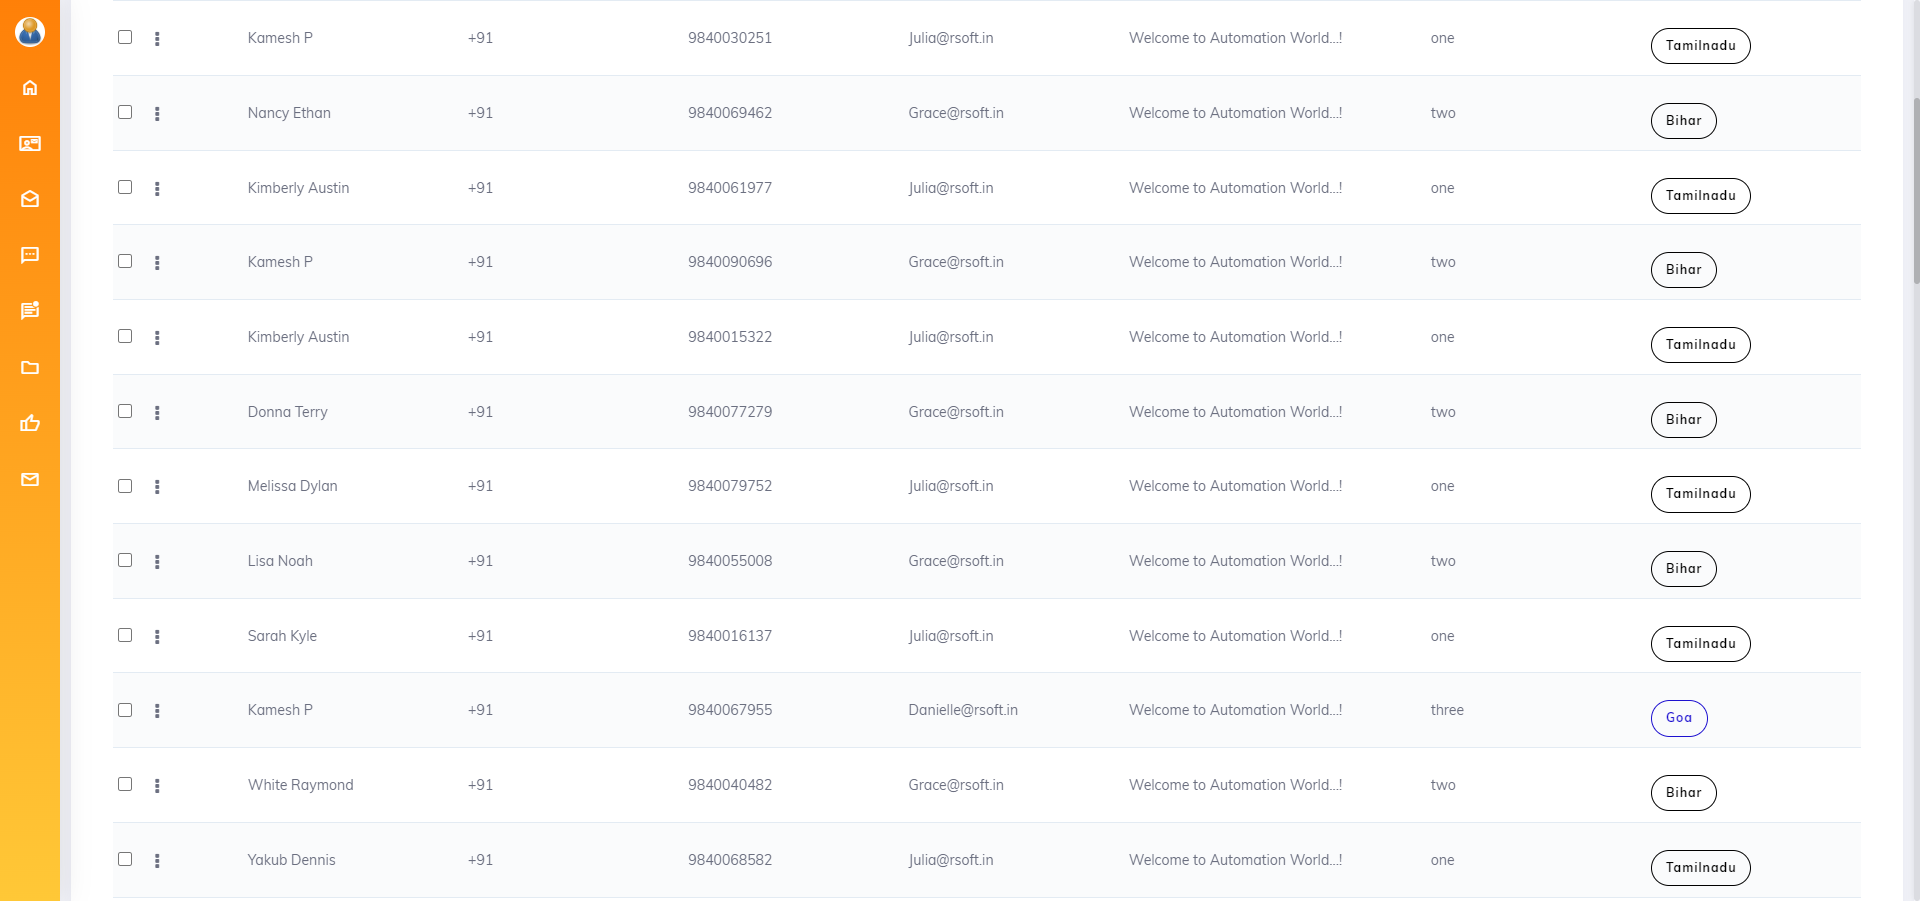 Kamesh P +91 9840030251 Julia@rsoft.in Welcome to Automation World...! one Tamilnadu
Nancy Ethan +91 9840069462 Grace@rsoft.in Welcome to Automation World...! two Bihar
Kimberly Austin +91 9840061977 Julia@rsoft.in Welcome to Automation World...! one Tamilnadu
Kamesh P +91 9840090696 Grace@rsoft.in Welcome to Automation World...! two Bihar
Kimberly Austin +91 9840015322 Julia@rsoft.in Welcome to Automation World...! one Tamilnadu
Donna Terry +91 9840077279 Grace@rsoft.in Welcome to Automation World...! two Bihar
Melissa Dylan +91 9840079752 Julia@rsoft.in Welcome to Automation World...! one Tamilnadu
Lisa Noah +91 9840055008 Grace@rsoft.in Welcome to Automation World...! two Bihar
Sarah Kyle +91 9840016137 Julia@rsoft.in Welcome to Automation World...! one Tamilnadu
Kamesh P +91 9840067955 Danielle@rsoft.in Welcome to Automation World...! three Goa
White Raymond +91 9840040482 Grace@rsoft.in Welcome to Automation World...! two Bihar
Yakub Dennis +91 9840068582 Julia@rsoft.in Welcome to Automation World...! one Tamilnadu